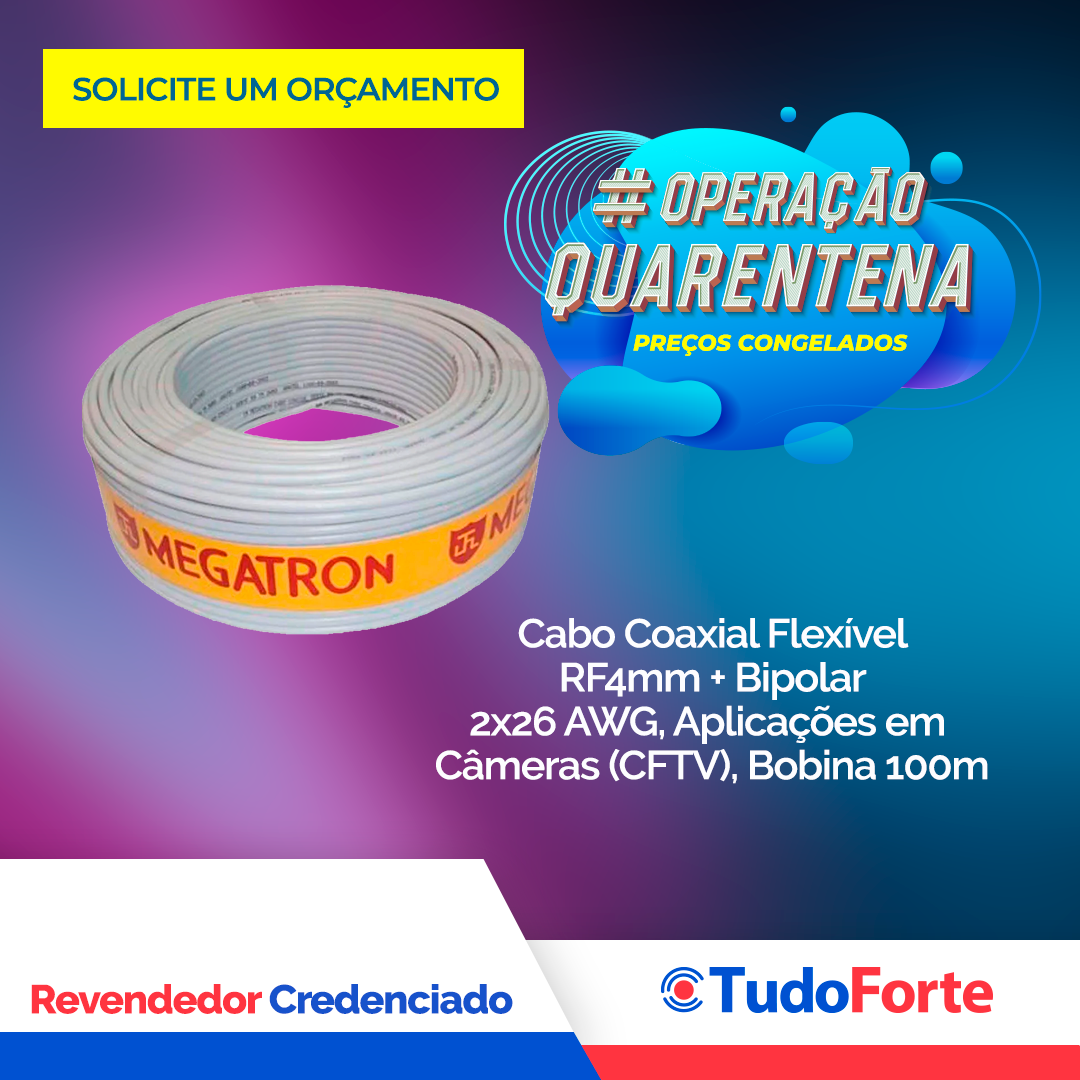 SOLICITE UM ORÇAMENTO
# OPERAÇÃO
QUARENTENA
PREÇOS CONGELADOS
MEGATRON
Cabo Coaxial Flexível
RF4mm + Bipolar
2x26 AWG, Aplicações em
Câmeras (CFTV), Bobina 100m
Revendedor Credenciado
TudoForte